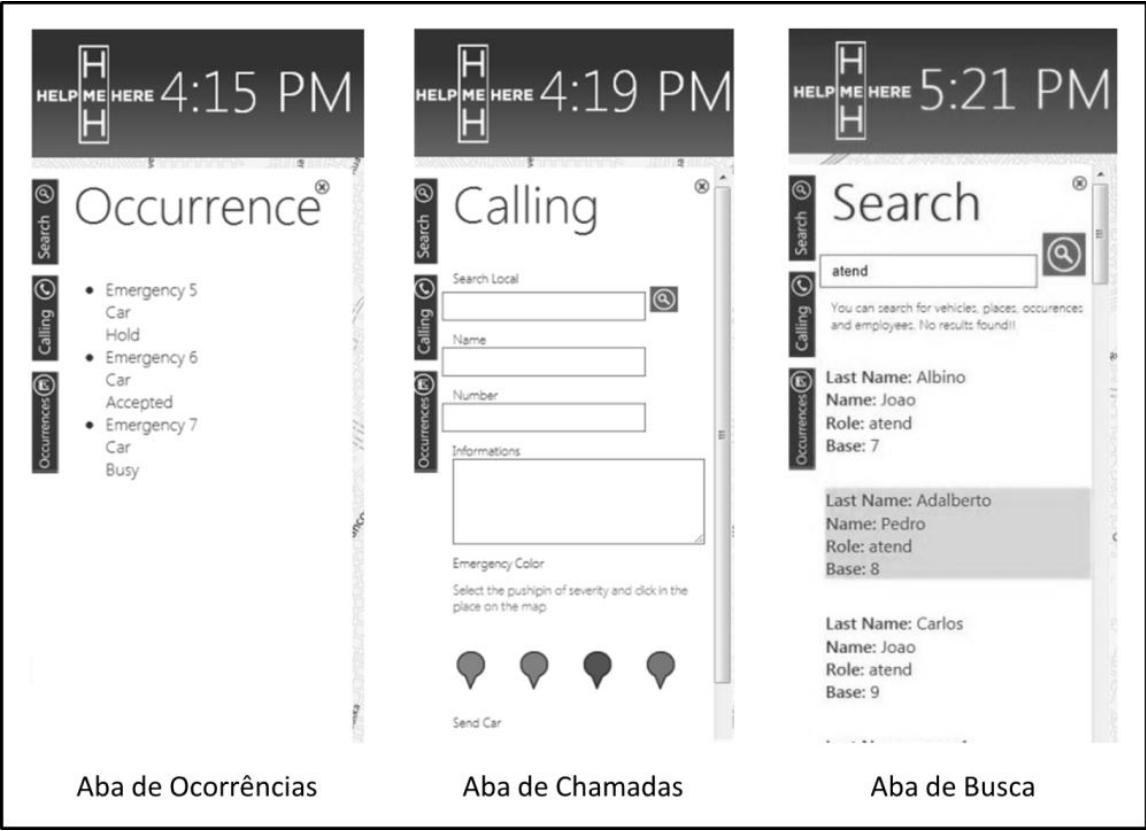 H
HELP ME HERE 4:15 PM
H
Search
Calling
Occurrences
Occurrence
Emergency 5
Car
Hold
Emergency 6
Car
Accepted
Emergency 7
Car
Busy
Aba de Ocorrências
H
HELP ME HERE 4:19 PM
H
Search
Calling
Occurrences
Calling
Search Local
Name
Number
Informations
Emergency Color
Select the pushipin of severity and click in the
place on the map
Send Car
Aba de Chamadas
H
HELP ME HERE 5:21 PM
H
Search
Calling
Occurrences
Search
atend
You can search for vehicles, places, occurences
and employees. No results found!!
Last Name: Albino
Name: Joao
Role: atend
Base: 7
Last Name: Adalberto
Name: Pedro
Role: atend
Base: 8
Last Name: Carlos
Name: Joao
Role: atend
Base: 9
Aba de Busca